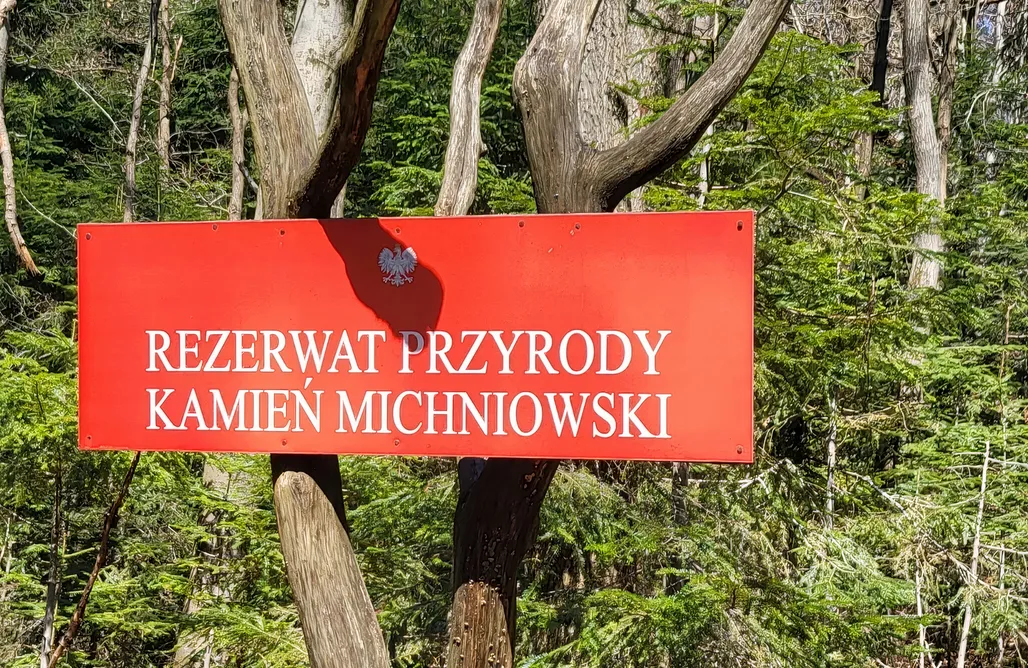 REZERWAT PRZYRODY
KAMIEŃ MICHNIOWSKI